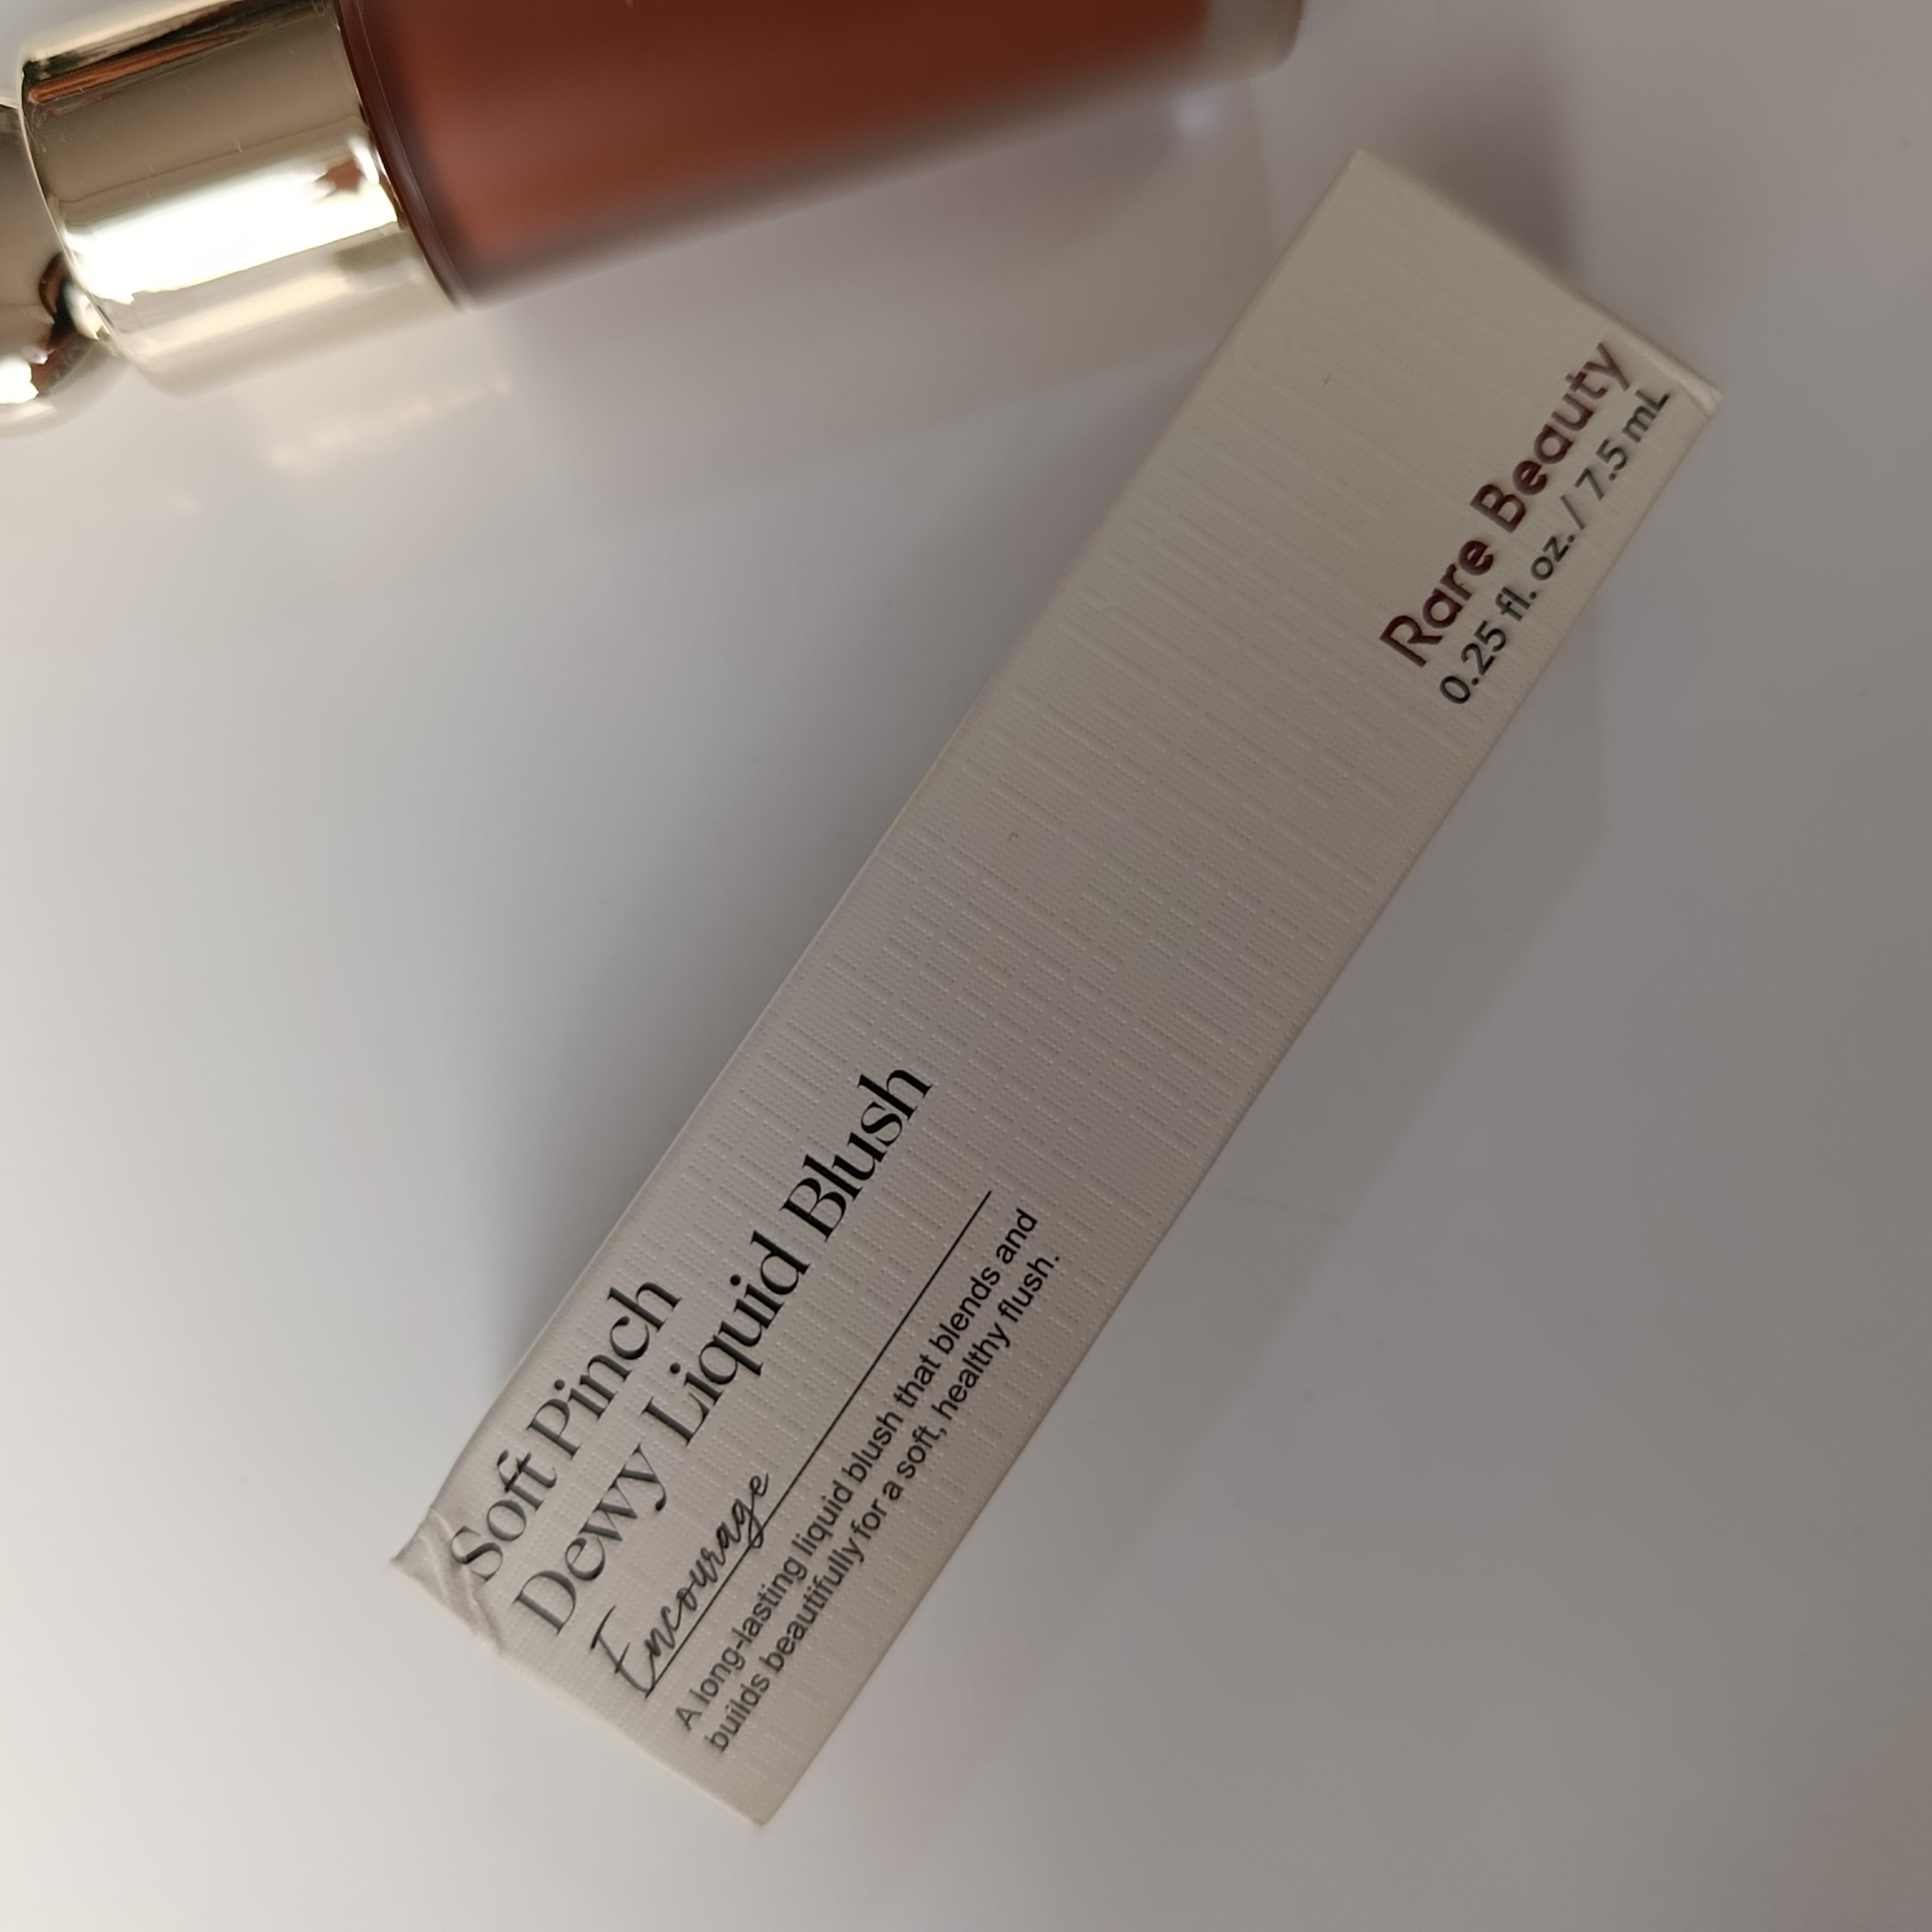 Soft Pinch
Dewy Liquid Blush
Encourage
A long-lasting liquid blush that blends and
builds beautifully for a soft, healthy flush.
Rare Beauty
0.25 fl. oz. / 7.5 mL